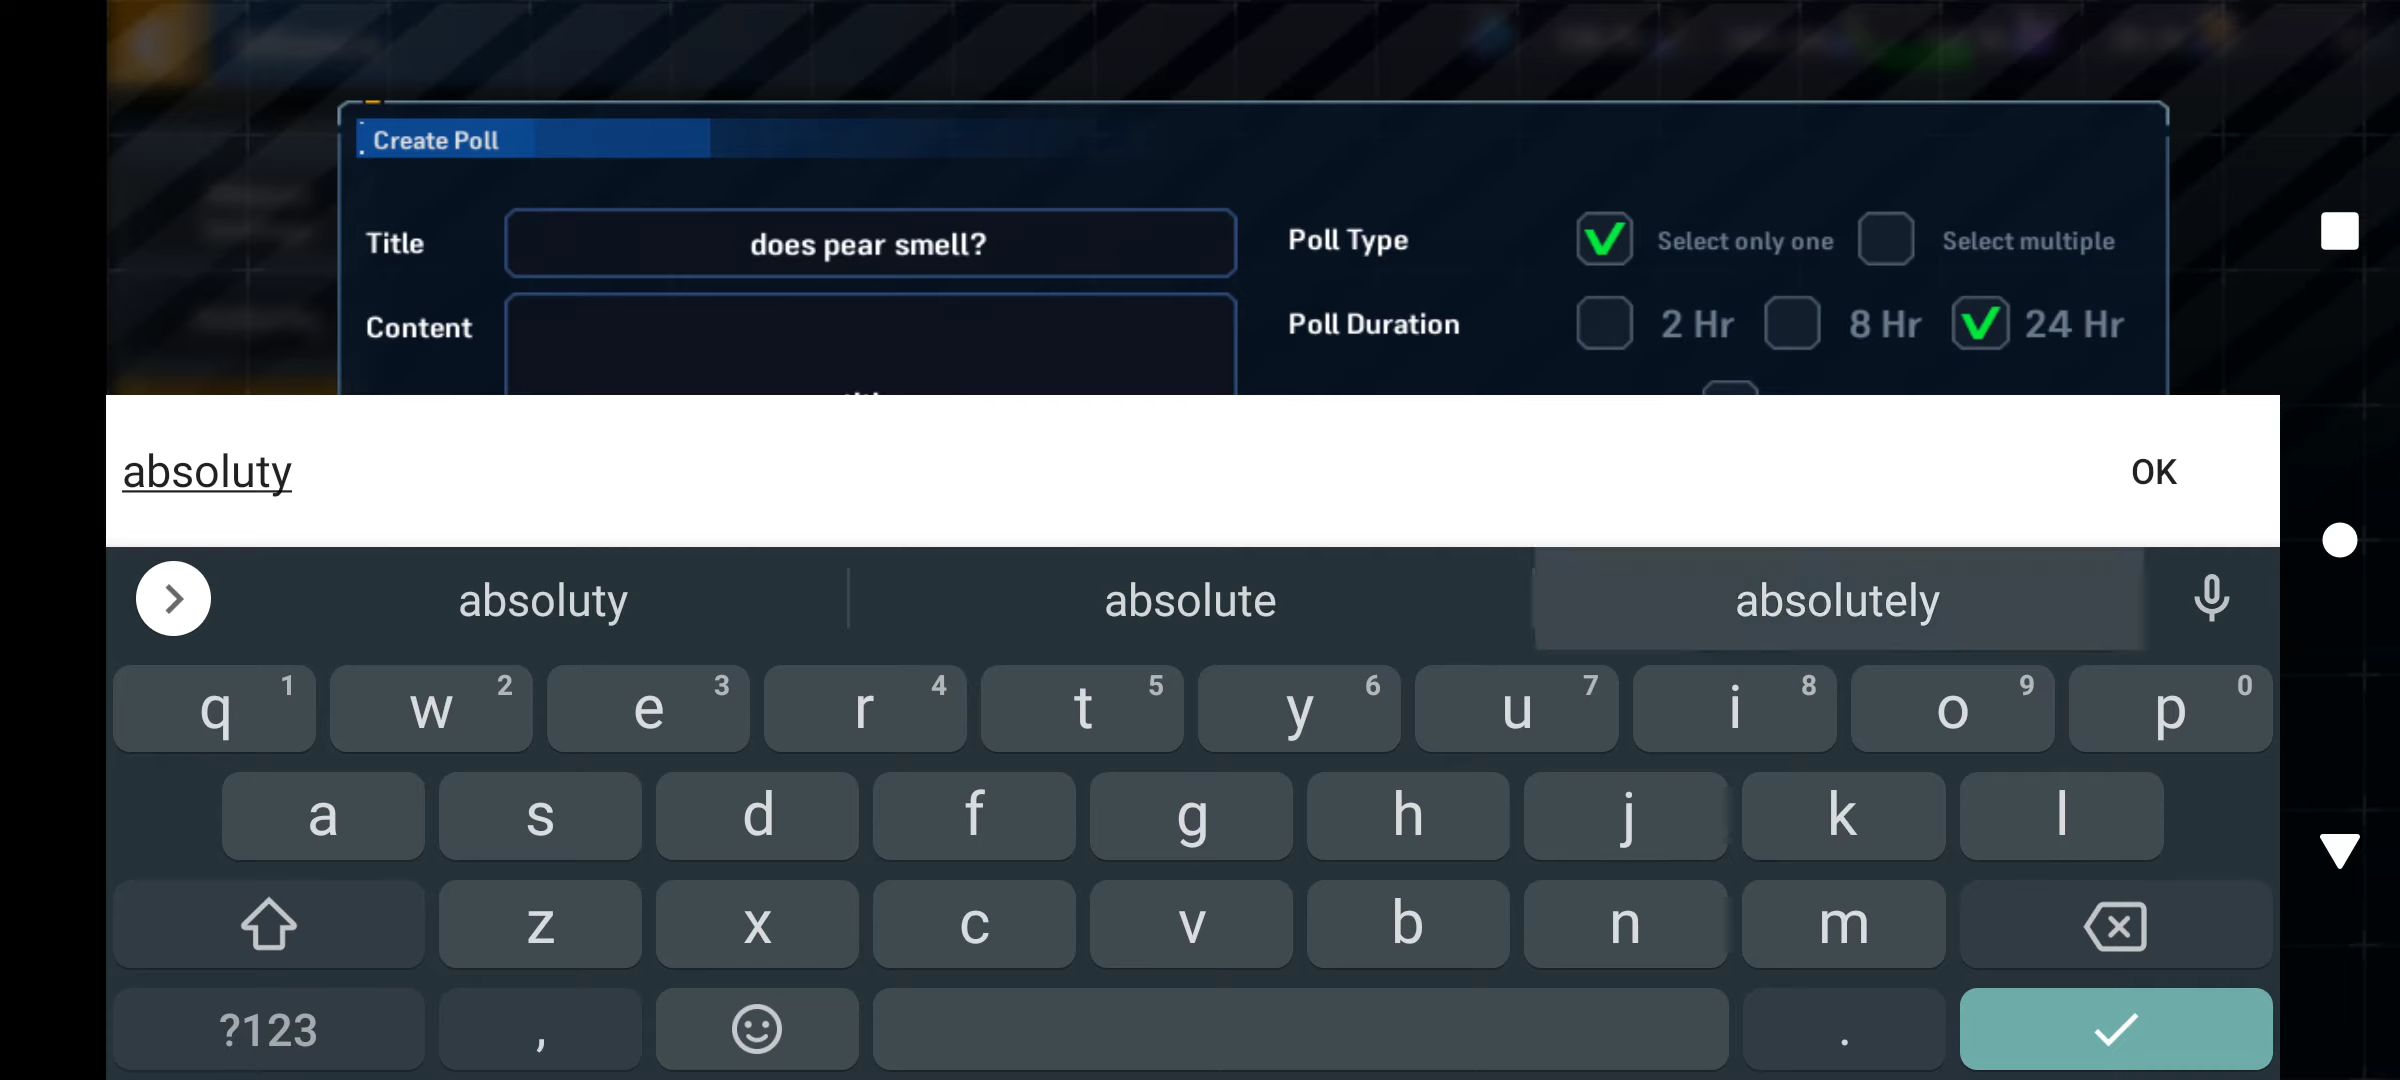 Create Poll
Title
does pear smell?
Poll Type
Select only one
Select multiple
Content
Poll Duration
2 Hr
8 Hr
24 Hr
absoluty
OK
absoluty
absolute
absolutely
q 1 w 2 e 3 r 4 t 5 y 6 u 7 i 8 o 9 p 0
a s d f g h j k l
z x c v b n m
?123 , .